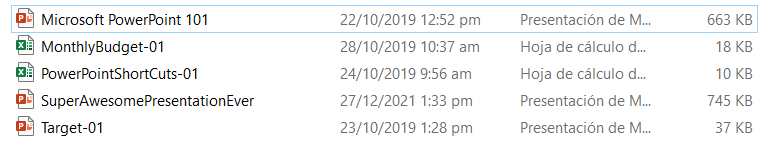 Microsoft PowerPoint 101 22/10/2019 12:52 pm Presentación de M... 663 KB
MonthlyBudget-01 28/10/2019 10:37 am Hoja de cálculo d... 18 KB
PowerPointShortCuts-01 24/10/2019 9:56 am Hoja de cálculo d... 10 KB
SuperAwesomePresentationEver 27/12/2021 1:33 pm Presentación de M... 745 KB
Target-01 23/10/2019 1:28 pm Presentación de M... 37 KB